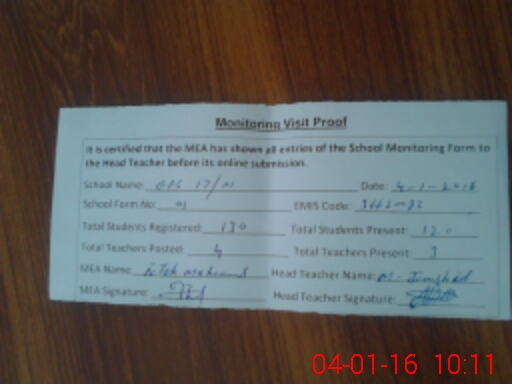 Monitoring Visit Proof
It is certified that the MEA has shown all entries of the School Monitoring Form to
the Head Teacher before its online submission.
School Name: GPS 17/M Date: 4-1-2016
School Form No: EMIS Code:
Total Students Registered: 130 Total Students Present: 120
Total Teachers Posted: 4 Total Teachers Present: 3
MEA Name: Head Teacher Name: M. Jamshad
MEA Signature: Head Teacher Signature:
04-01-16 10:11